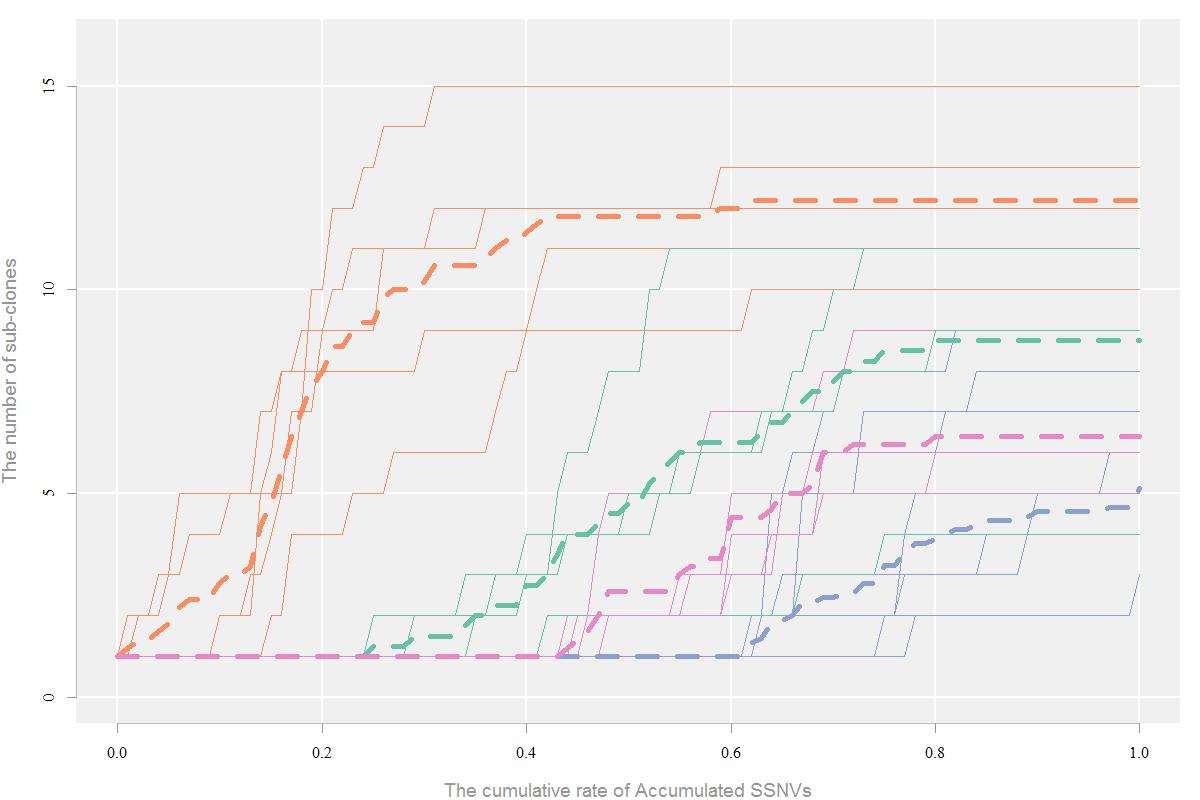 15
10
5
0
The number of sub-clones
0.0 0.2 0.4 0.6 0.8 1.0
The cumulative rate of Accumulated SSNVs